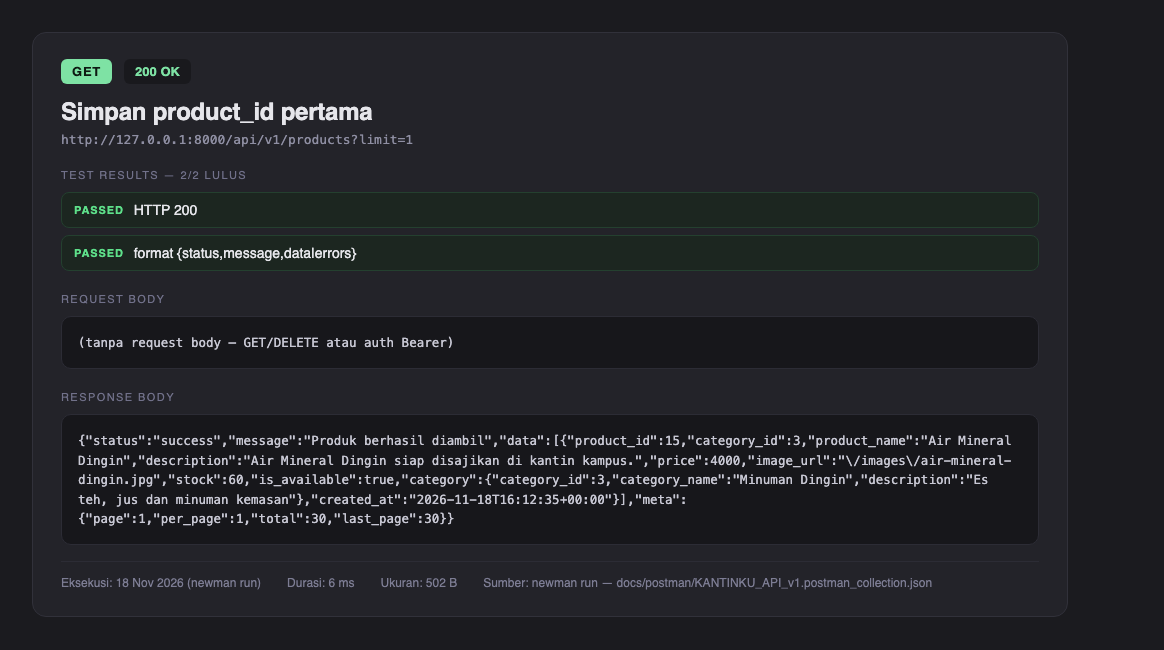 GET 200 OK
Simpan product_id pertama
http://127.0.0.1:8000/api/v1/products?limit=1
TEST RESULTS — 2/2 LULUS
PASSED HTTP 200
PASSED format {status,message,data|errors}
REQUEST BODY
(tanpa request body — GET/DELETE atau auth Bearer)
RESPONSE BODY
{"status":"success","message":"Produk berhasil diambil","data":[{"product_id":15,"category_id":3,"product_name":"Air Mineral
Dingin","description":"Air Mineral Dingin siap disajikan di kantin kampus.","price":4000,"image_url":"\/images\/air-mineral-
dingin.jpg","stock":60,"is_available":true,"category":{"category_id":3,"category_name":"Minuman Dingin","description":"Es
teh, jus dan minuman kemasan"},"created_at":"2026-11-18T16:12:35+00:00"}],"meta":
{"page":1,"per_page":1,"total":30,"last_page":30}}
Eksekusi: 18 Nov 2026 (newman run) Durasi: 6 ms Ukuran: 502 B Sumber: newman run — docs/postman/KANTINKU_API_v1.postman_collection.json